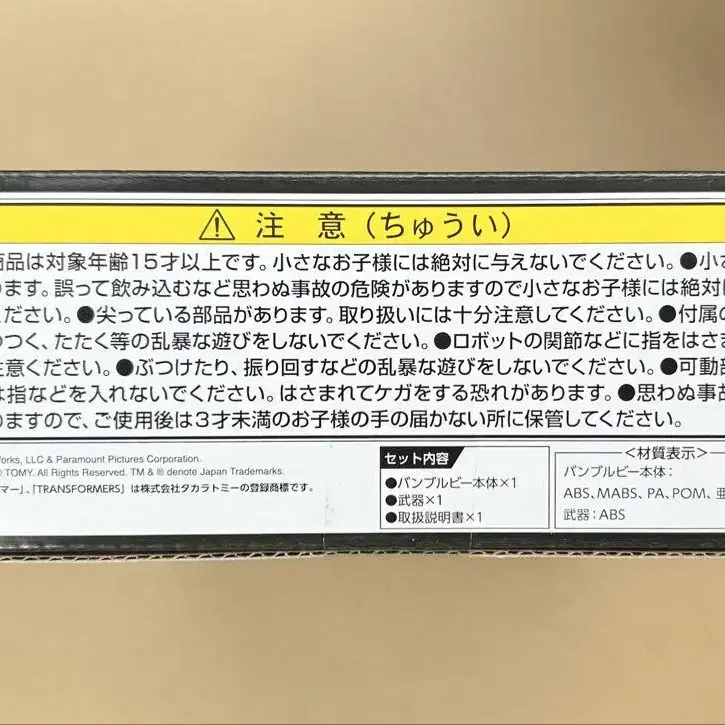 注 意(ちゅうい)
商品は対象年齢15才以上です。小さなお子様には絶対に与えないでください。●小さ
ります。誤って飲み込むなど思わぬ事故の危険がありますので小さなお子様には絶対に
ください。●尖っている部品があります。取り扱いには十分注意してください。●付属の
つつく、たたく等の乱暴な遊びをしないでください。●ロボットの関節などに指をはさま
注意ください。●ぶつけたり、振り回すなどの乱暴な遊びをしないでください。●可動部
は指などを入れないでください。はさまれてケガをする恐れがあります。●思わぬ事故
りますので、ご使用後は3才未満のお子様の手の届かない所に保管してください。
orks, LLC & Paramount Pictures Corporation.
TOMY. All Rights Reserved. TM & ® denote Japan Trademarks.
マー」、「TRANSFORMERS」は株式会社タカラトミーの登録商標です。
セット内容
●バンブルビー本体×1
●武器×1
●取扱説明書×1
<材質表示>
バンブルビー本体:
ABS、MABS、PA、POM、亜
武器:ABS